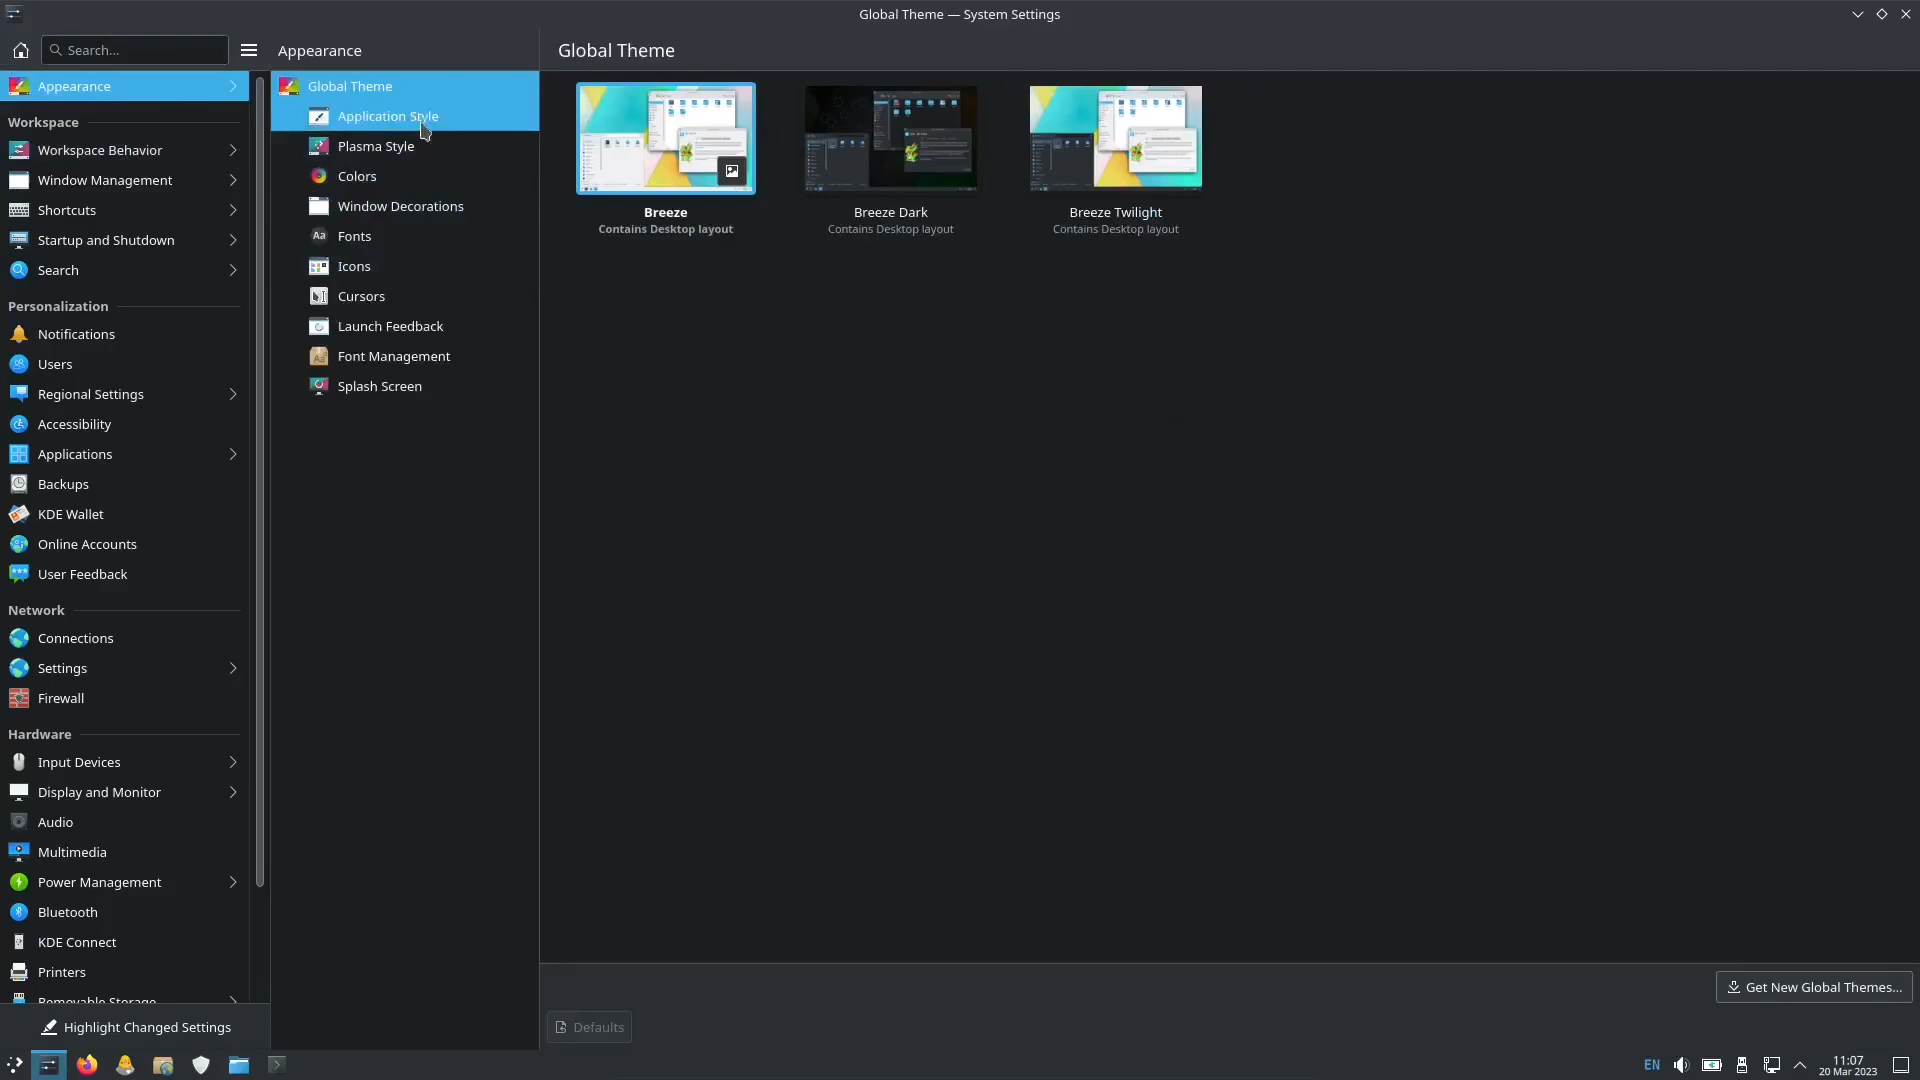 Global Theme — System Settings
Search...
Appearance
Global Theme
Appearance
Workspace
Workspace Behavior
Window Management
Shortcuts
Startup and Shutdown
Search
Personalization
Notifications
Users
Regional Settings
Accessibility
Applications
Backups
KDE Wallet
Online Accounts
User Feedback
Network
Connections
Settings
Firewall
Hardware
Input Devices
Display and Monitor
Audio
Multimedia
Power Management
Bluetooth
KDE Connect
Printers
Removable Storage
Highlight Changed Settings
Global Theme
Application Style
Plasma Style
Colors
Window Decorations
Aa Fonts
Icons
Cursors
Launch Feedback
Font Management
Splash Screen
Breeze
Contains Desktop layout
Breeze Dark
Contains Desktop layout
Breeze Twilight
Contains Desktop layout
Get New Global Themes...
Defaults
EN
11:07
20 Mar 2023